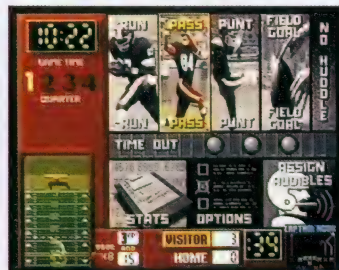 10:22
RUN PASS PUNT FIELD GOAL
NO HUDDLE
GAME TIME
1 2 3 4
QUARTER
RUN PASS PUNT FIELD GOAL
TIME OUT
ASSIGN AUDIBLES
STATS OPTIONS
VISITOR 3
HOME 0
:34
3RD
AND
15